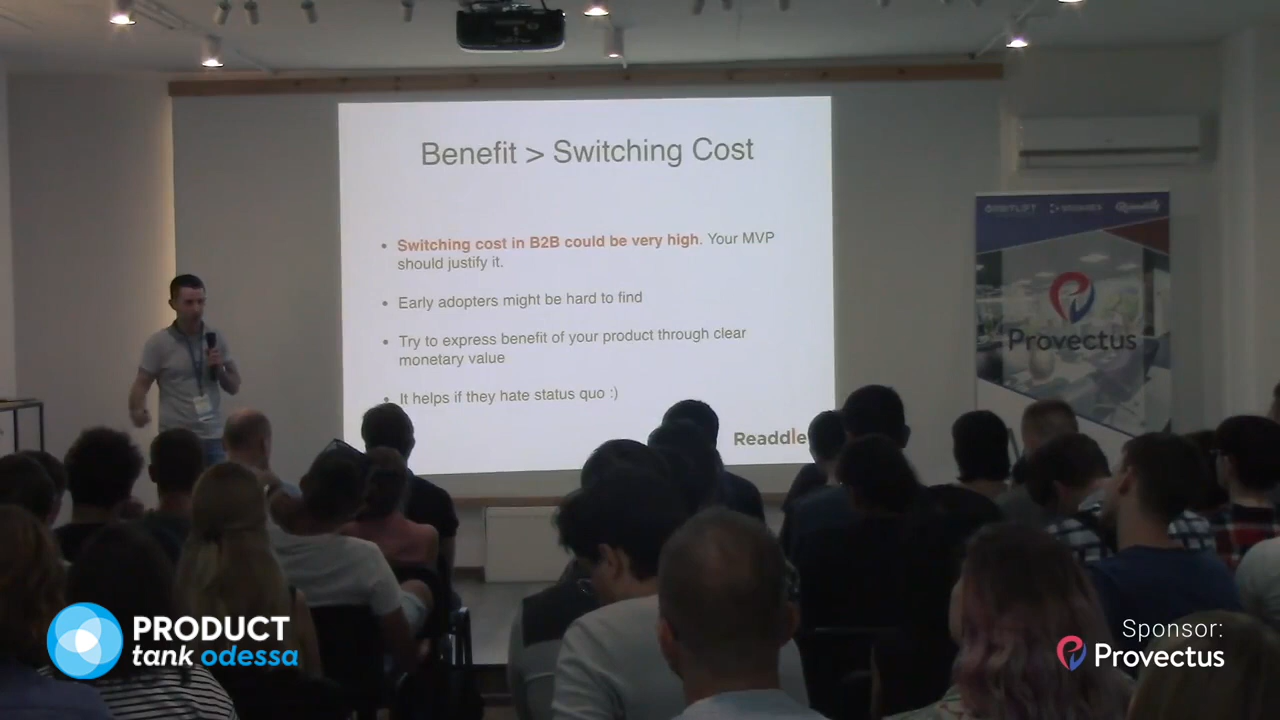 Benefit > Switching Cost
• Switching cost in B2B could be very high. Your MVP
should justify it.
• Early adopters might be hard to find
• Try to express benefit of your product through clear
monetary value
• It helps if they hate status quo :)
Readdle
Provectus
PRODUCT
tank odessa
Sponsor:
Provectus